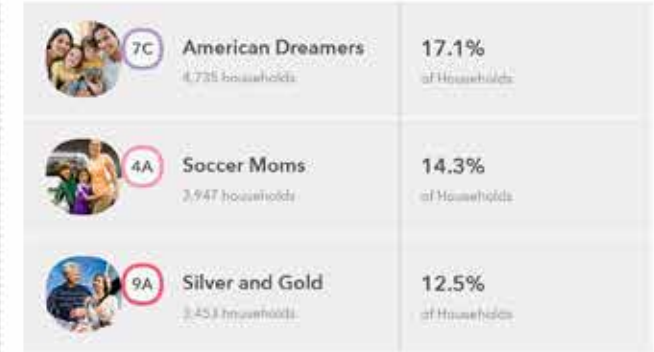 7C
American Dreamers
17.1%
4,735 households
of Households
4A
Soccer Moms
14.3%
3,947 households
of Households
9A
Silver and Gold
12.5%
3,453 households
of Households